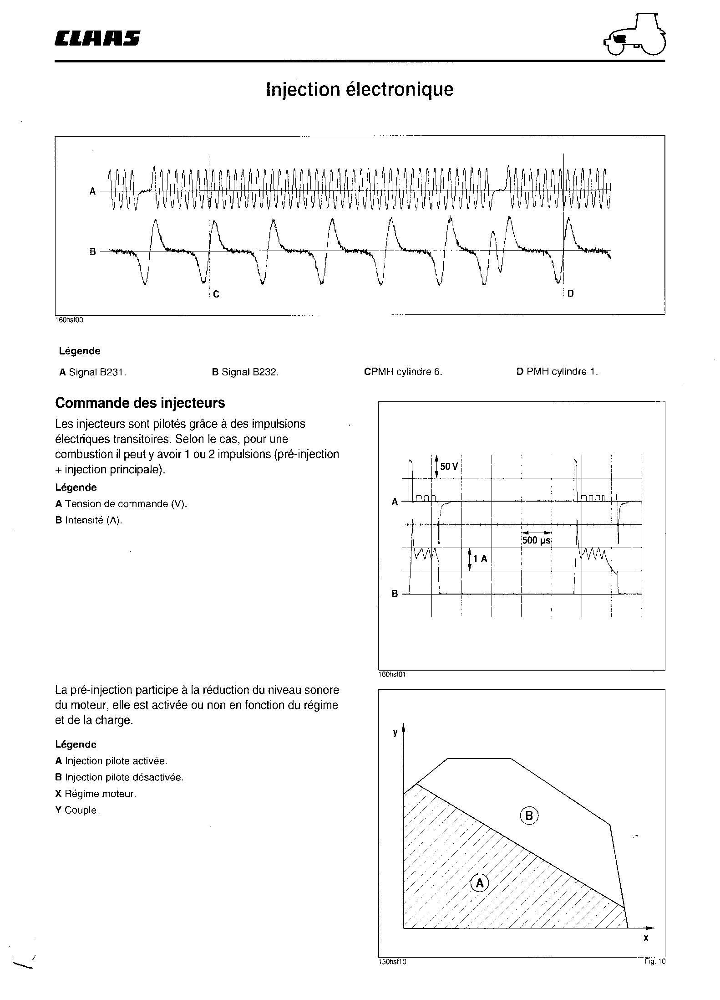 CLAAS
Injection électronique
A
B
C
D
160hsf00
Légende
A Signal B231.
B Signal B232.
CPMH cylindre 6.
D PMH cylindre 1.
Commande des injecteurs
Les injecteurs sont pilotés grâce à des impulsions
électriques transitoires. Selon le cas, pour une
combustion il peut y avoir 1 ou 2 impulsions (pré-injection
+ injection principale).
Légende
A Tension de commande (V).
B Intensité (A).
50 V
A
500 µs
1 A
B
160hsf01
La pré-injection participe à la réduction du niveau sonore
du moteur, elle est activée ou non en fonction du régime
et de la charge.
Légende
A Injection pilote activée.
B Injection pilote désactivée.
X Régime moteur.
Y Couple.
y
B
A
x
150hsf10
Fig. 10